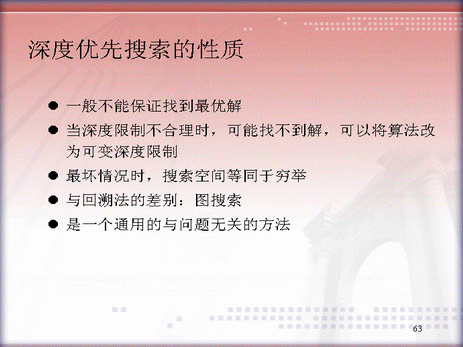 深度优先搜索的性质
● 一般不能保证找到最优解
● 当深度限制不合理时，可能找不到解，可以将算法改
为可变深度限制
● 最坏情况时，搜索空间等同于穷举
● 与回溯法的差别：图搜索
● 是一个通用的与问题无关的方法
63